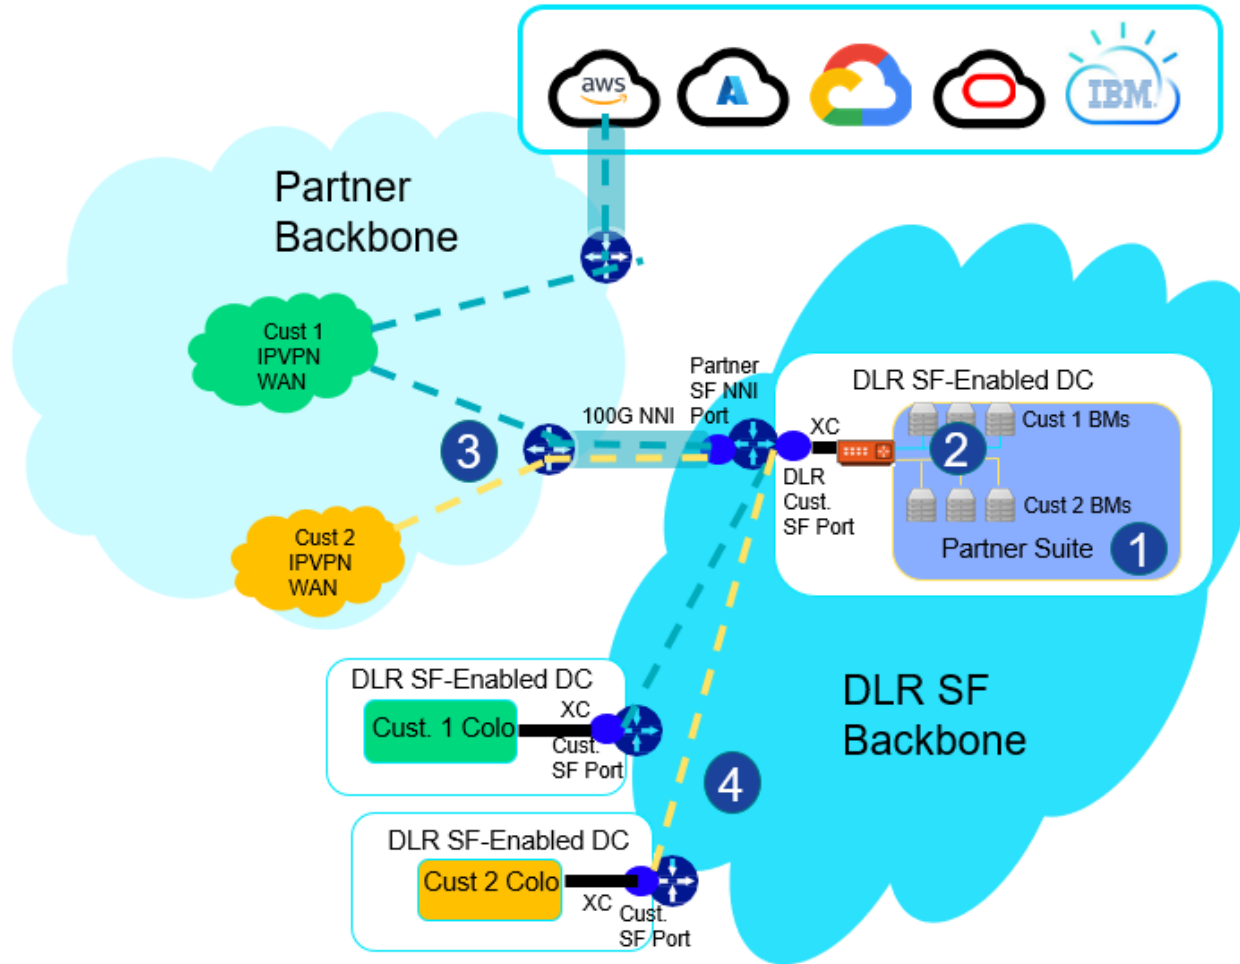 aws
IBM
Partner
Backbone
Cust 1
IPVPN
WAN
Partner
SF NNI
Port
100G NNI
3
Cust 2
IPVPN
WAN
DLR SF-Enabled DC
XC
Cust 1 BMs
2
DLR
Cust.
SF Port
Cust 2 BMs
Partner Suite
1
DLR SF-Enabled DC
XC
Cust. 1 Colo
Cust.
SF Port
DLR SF
Backbone
4
DLR SF-Enabled DC
Cust 2 Colo
XC
Cust.
SF Port